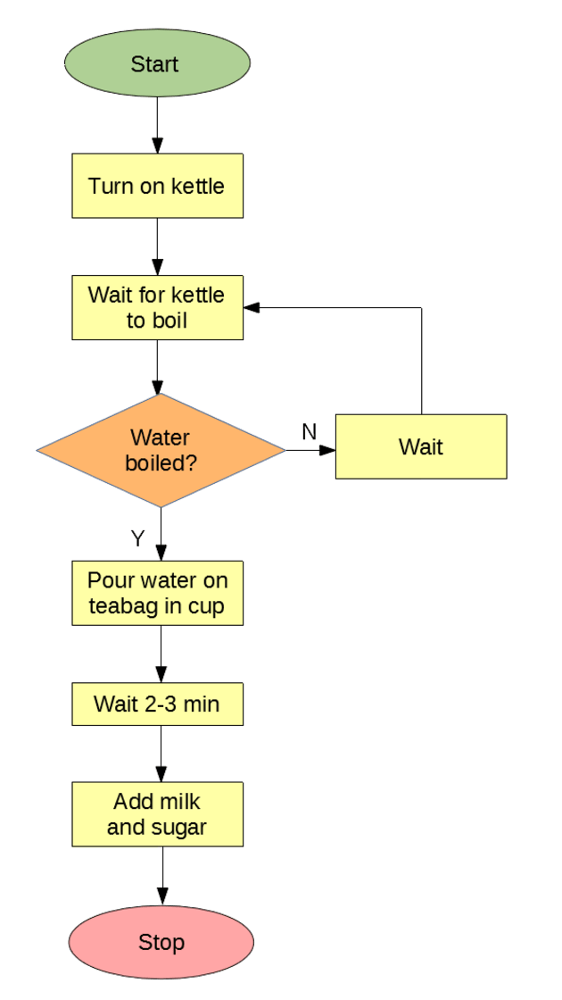 Start
Turn on kettle
Wait for kettle
to boil
Water
boiled?
N
Wait
Y
Pour water on
teabag in cup
Wait 2-3 min
Add milk
and sugar
Stop